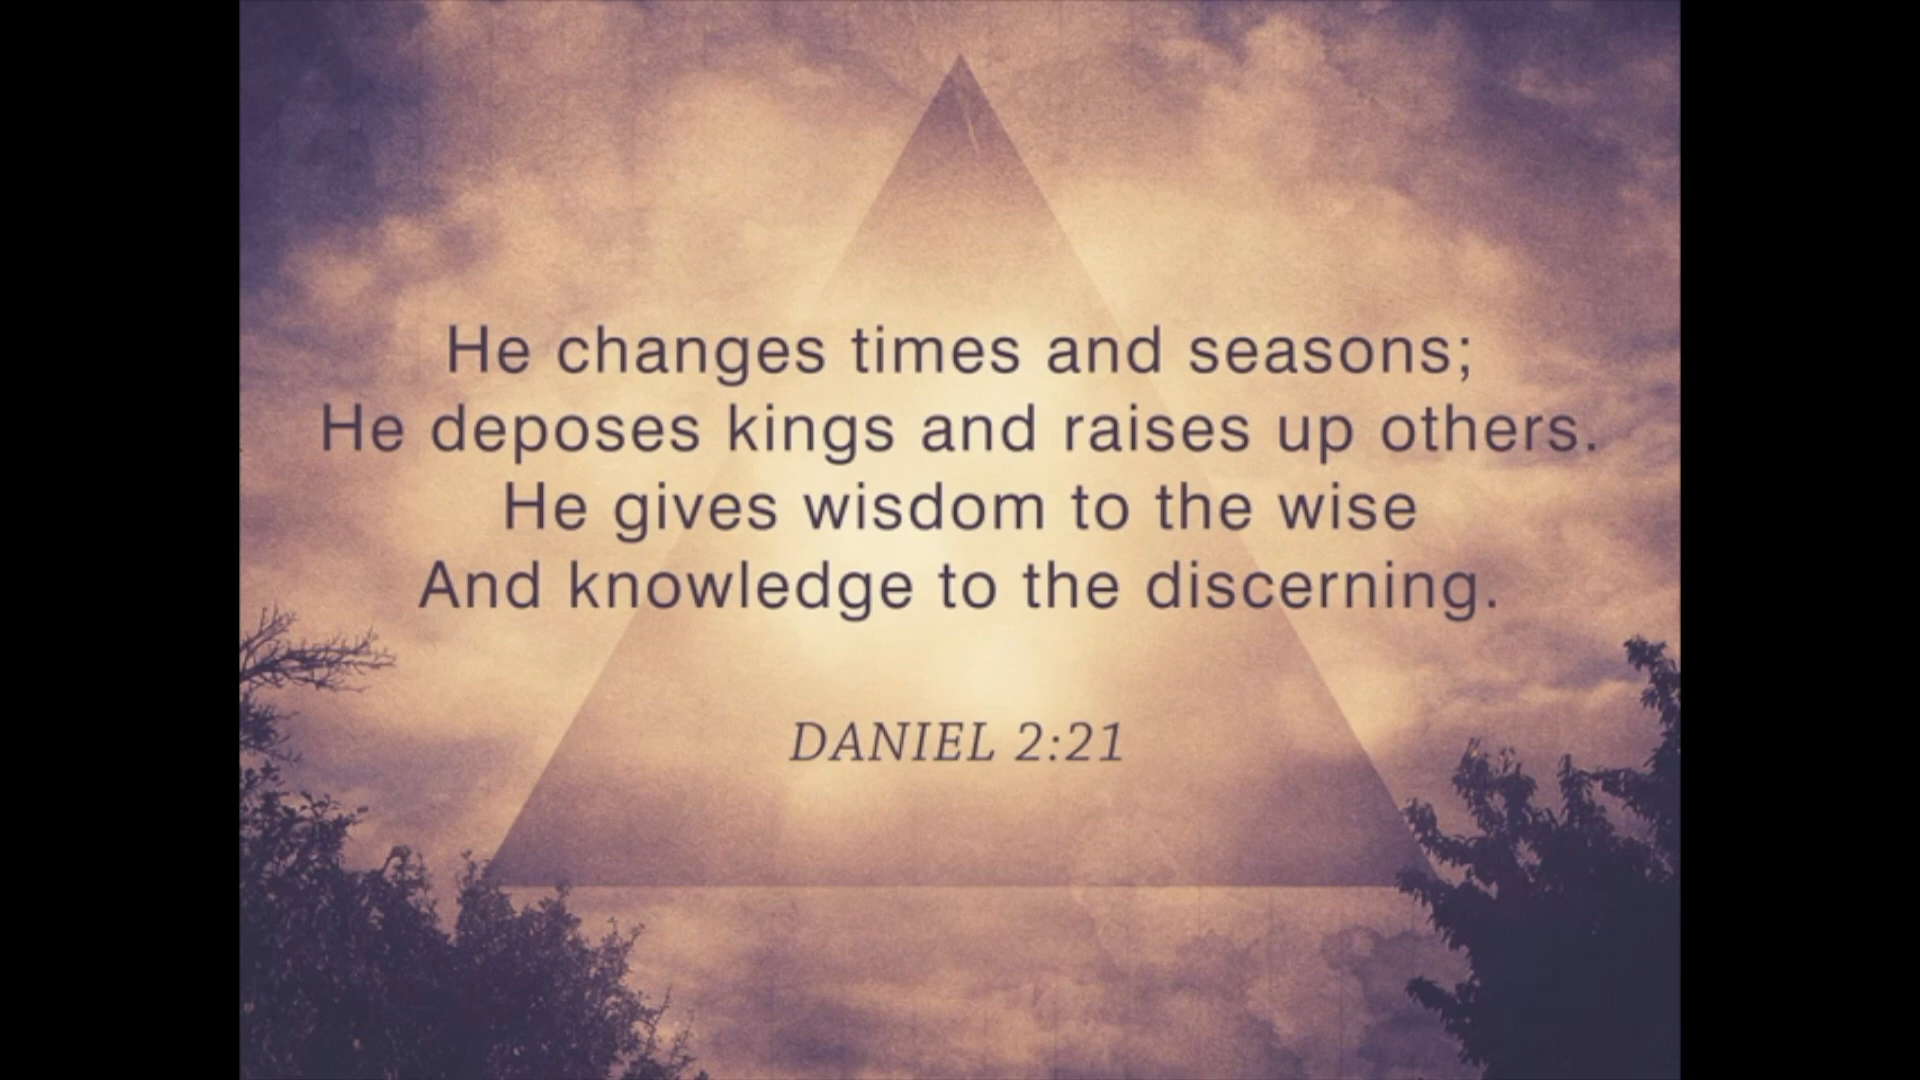 He changes times and seasons;
He deposes kings and raises up others.
He gives wisdom to the wise
And knowledge to the discerning.
DANIEL 2:21